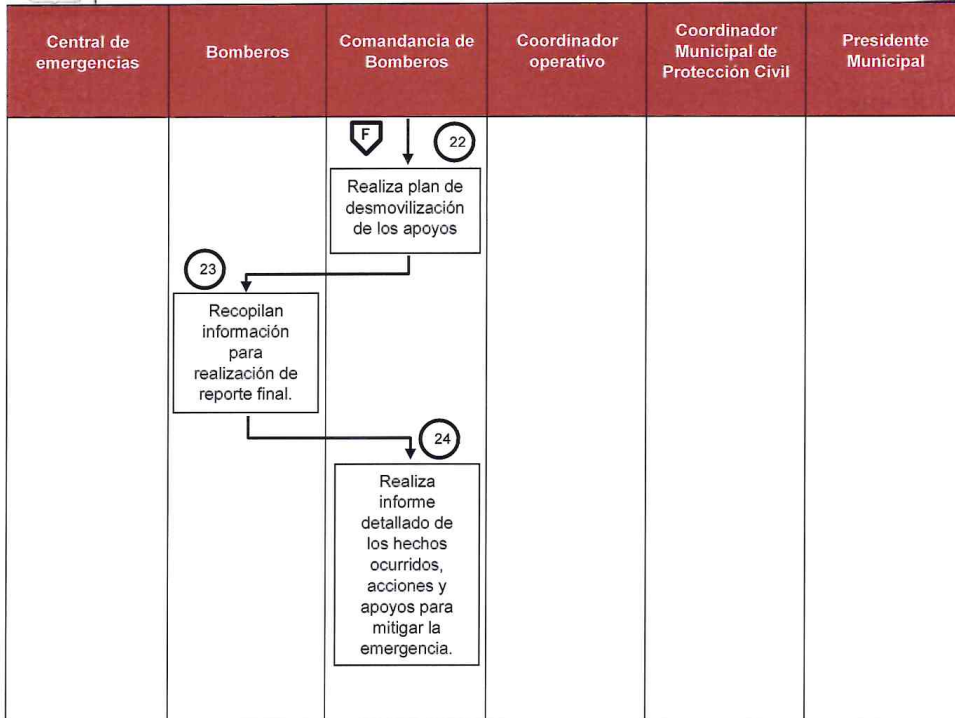 Central de
emergencias
Bomberos
Comandancia de
Bomberos
Coordinador
operativo
Coordinador
Municipal de
Protección Civil
Presidente
Municipal
F
22
Realiza plan de
desmovilización
de los apoyos
23
Recopilan
información
para
realización de
reporte final.
24
Realiza
informe
detallado de
los hechos
ocurridos,
acciones y
apoyos para
mitigar la
emergencia.